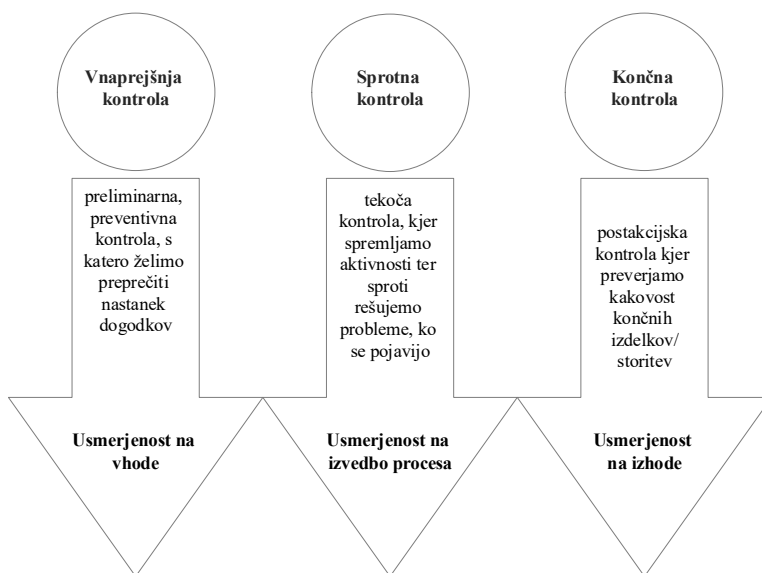 Vnaprejšnja
kontrola
preliminarna,
preventivna
kontrola, s
katero želimo
preprečiti
nastanek
dogodkov
Usmerjenost na
vhode
Sprotna
kontrola
tekoča
kontrola, kjer
spremljamo
aktivnosti ter
sproti
rešujemo
probleme, ko
se pojavijo
Usmerjenost na
izvedbo procesa
Končna
kontrola
postakcijska
kontrola kjer
preverjamo
kakovost
končnih
izdelkov/
storitev
Usmerjenost
na izhode